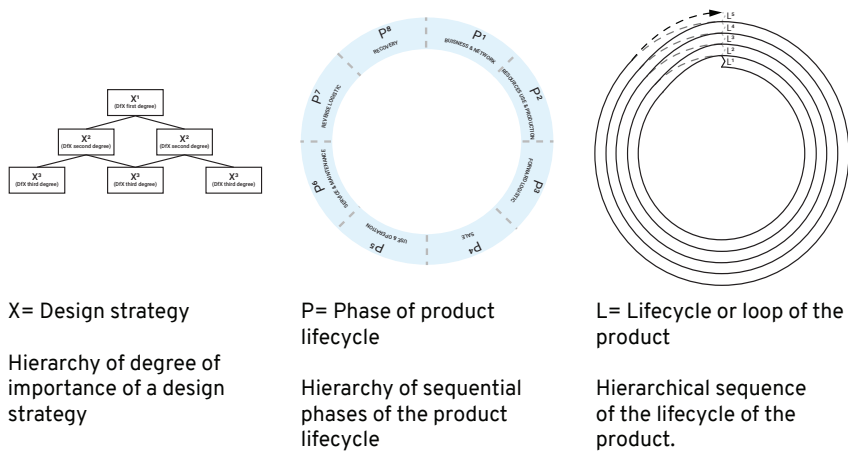 X¹
(DfX first degree)
X² X²
(DfX second degree) (DfX second degree)
X³ X³ X³
(DfX third degree) (DfX third degree) (DfX third degree)
P¹
BUISNESS & NETWORK
P²
RESOURCES USE & PRODUCTION
P³
FORWARD LOGISTIC
P⁴
SALE
P⁵
USE & OPERATION
P⁶
SERVICE & MAINTENANCE
P⁷
REVERSE LOGISTIC
P⁸
RECOVERY
L⁵
L⁴
L³
L²
L¹
X= Design strategy
Hierarchy of degree of
importance of a design
strategy
P= Phase of product
lifecycle
Hierarchy of sequential
phases of the product
lifecycle
L= Lifecycle or loop of the
product
Hierarchical sequence
of the lifecycle of the
product.